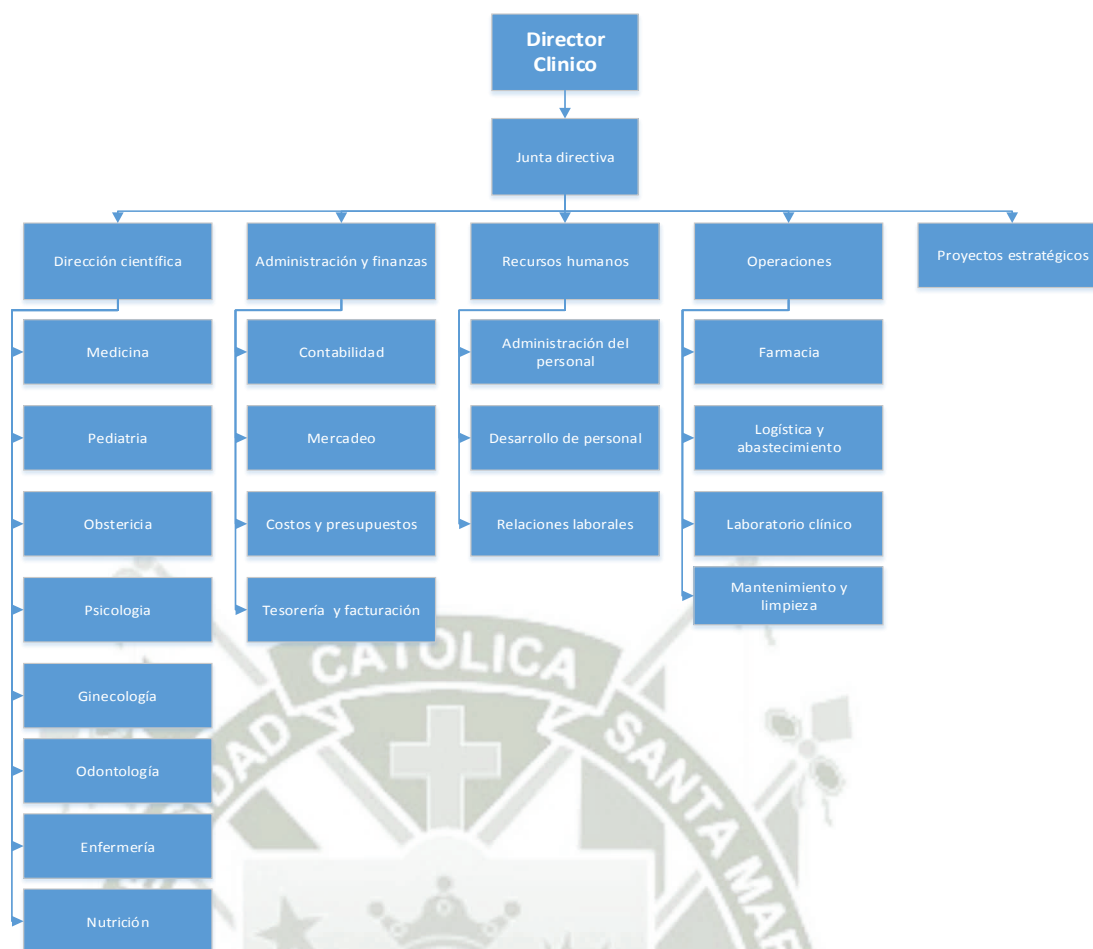 Director
Clinico
Junta directiva
Dirección científica
Administración y finanzas
Recursos humanos
Operaciones
Proyectos estratégicos
Medicina
Pediatria
Obstericia
Psicologia
Ginecología
Odontología
Enfermería
Nutrición
Contabilidad
Mercadeo
Costos y presupuestos
Tesorería y facturación
Administración del
personal
Desarrollo de personal
Relaciones laborales
Farmacia
Logística y
abastecimiento
Laboratorio clínico
Mantenimiento y
limpieza
CATOLICA
SANTA MAR